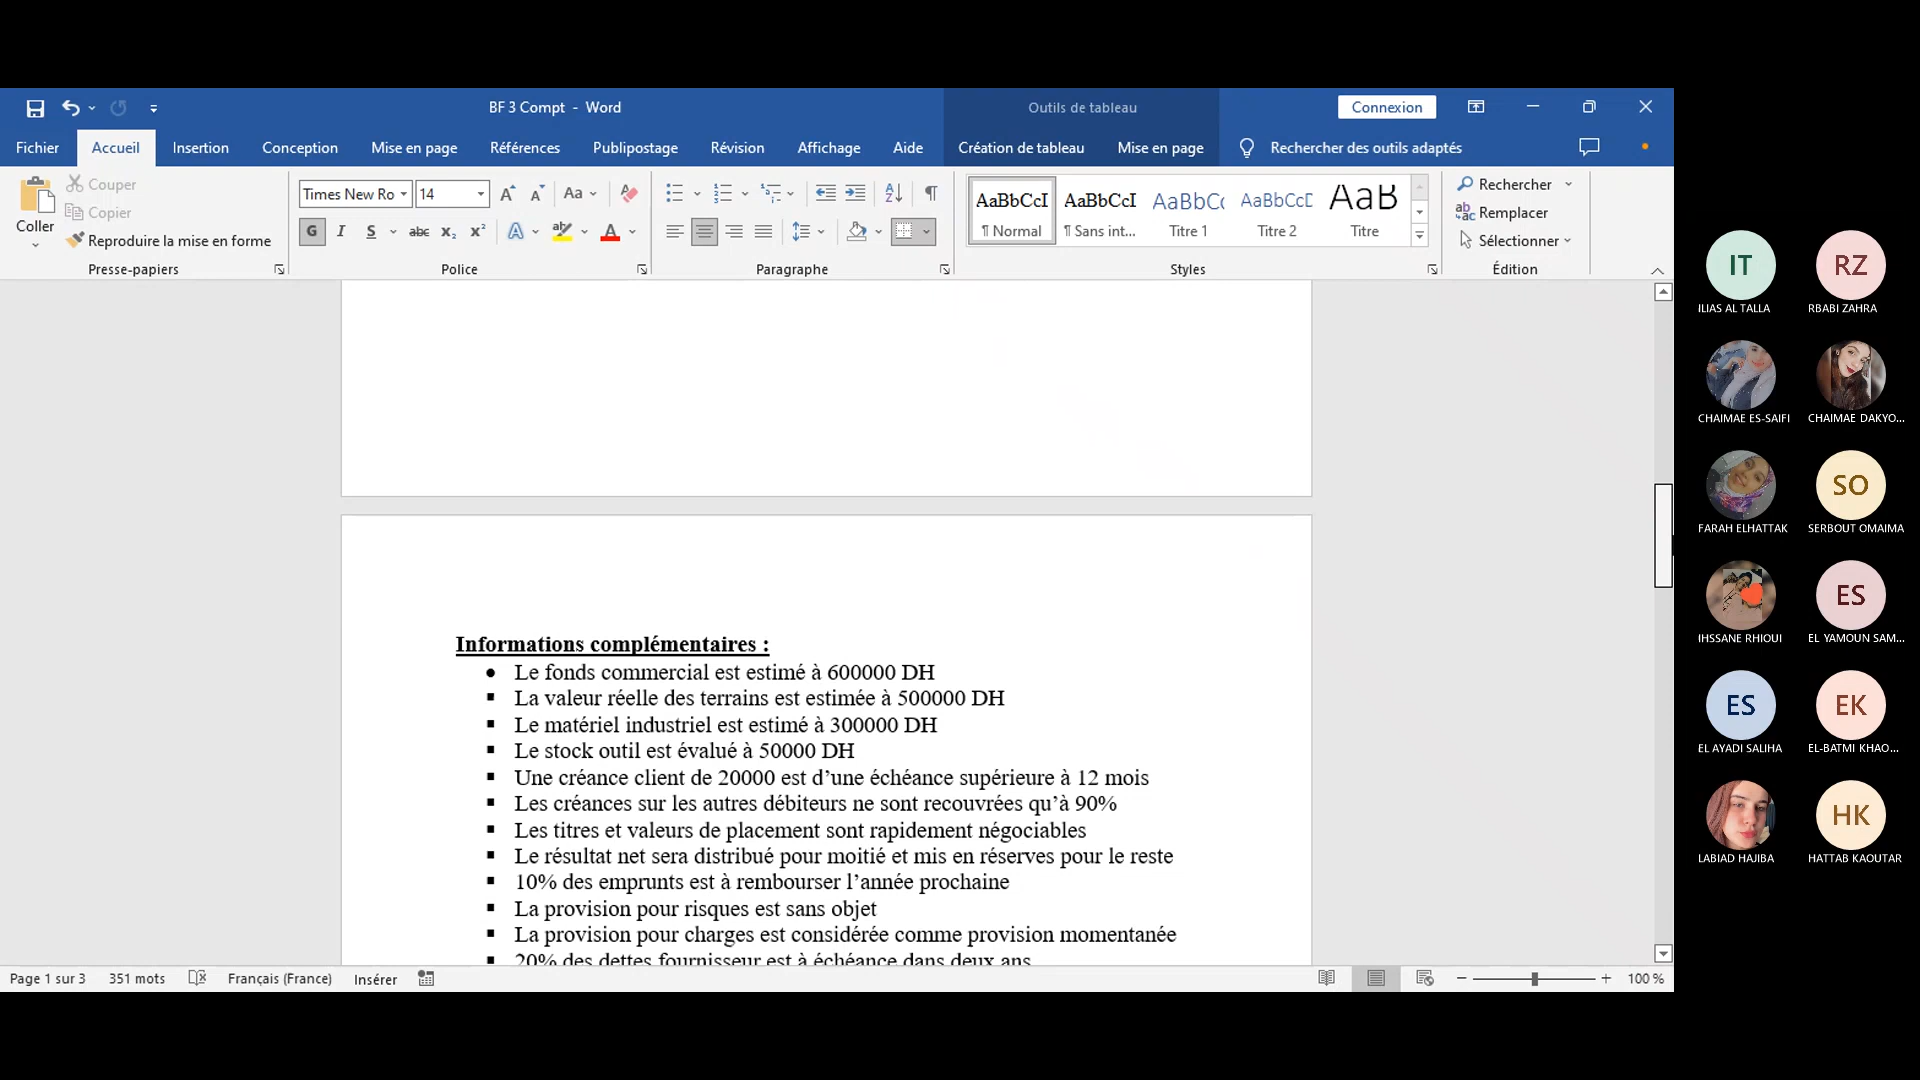 BF 3 Compt - Word
Outils de tableau
Connexion
Fichier
Accueil
Insertion
Conception
Mise en page
Références
Publipostage
Révision
Affichage
Aide
Création de tableau
Mise en page
Rechercher des outils adaptés
Coller
Couper
Copier
Reproduire la mise en forme
Presse-papiers
Times New Ro
14
Aa
G I S abc x₂ x²
Police
Paragraphe
AaBbCcI
¶ Normal
AaBbCcI
¶ Sans int...
AaBbCc
Titre 1
AaBbCcD
Titre 2
AaB
Titre
Styles
Rechercher
Remplacer
Sélectionner
Édition
Informations complémentaires :
• Le fonds commercial est estimé à 600000 DH
▪ La valeur réelle des terrains est estimée à 500000 DH
▪ Le matériel industriel est estimé à 300000 DH
▪ Le stock outil est évalué à 50000 DH
▪ Une créance client de 20000 est d’une échéance supérieure à 12 mois
▪ Les créances sur les autres débiteurs ne sont recouvrées qu’à 90%
▪ Les titres et valeurs de placement sont rapidement négociables
▪ Le résultat net sera distribué pour moitié et mis en réserves pour le reste
▪ 10% des emprunts est à rembourser l’année prochaine
▪ La provision pour risques est sans objet
▪ La provision pour charges est considérée comme provision momentanée
▪ 20% des dettes fournisseur est à échéance dans deux ans
Page 1 sur 3
351 mots
Français (France)
Insérer
100 %
IT
ILIAS AL TALLA
RZ
RBABI ZAHRA
CHAIMAE ES-SAIFI
CHAIMAE DAKYO...
FARAH ELHATTAK
SO
SERBOUT OMAIMA
IHSSANE RHIOUI
ES
EL YAMOUN SAM...
ES
EL AYADI SALIHA
EK
EL-BATMI KHAO...
LABIAD HAJIBA
HK
HATTAB KAOUTAR